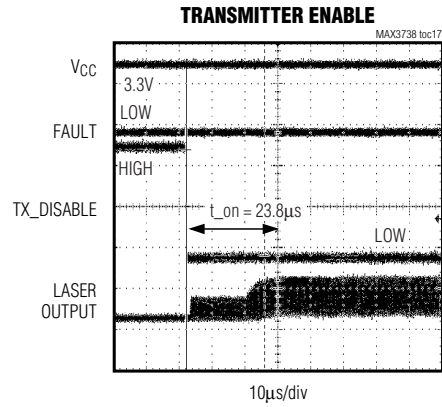 TRANSMITTER ENABLE
MAX3738 toc17
VCC
3.3V
LOW
FAULT
HIGH
TX_DISABLE
t_on = 23.8µs
LOW
LASER
OUTPUT
10µs/div